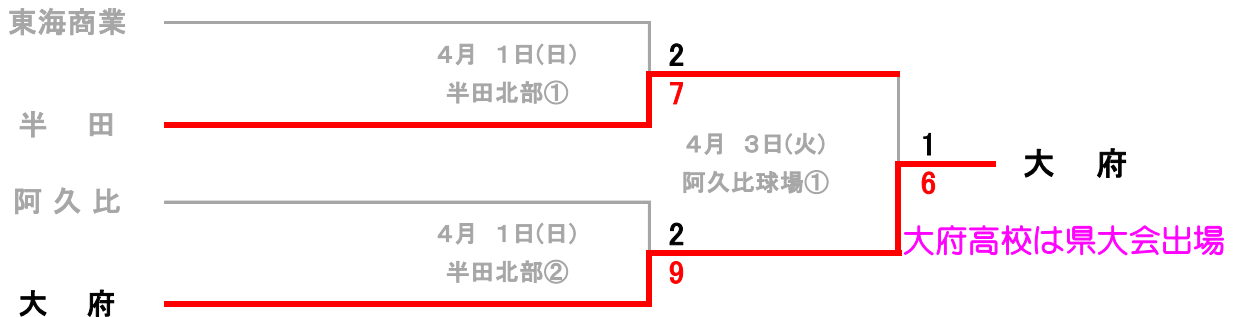 東海商業
4月 1日(日)
2
半田北部①
7
半 田
4月 3日(火)
1
大 府
阿久比球場①
6
阿久比
4月 1日(日)
2
大府高校は県大会出場
半田北部②
9
大 府